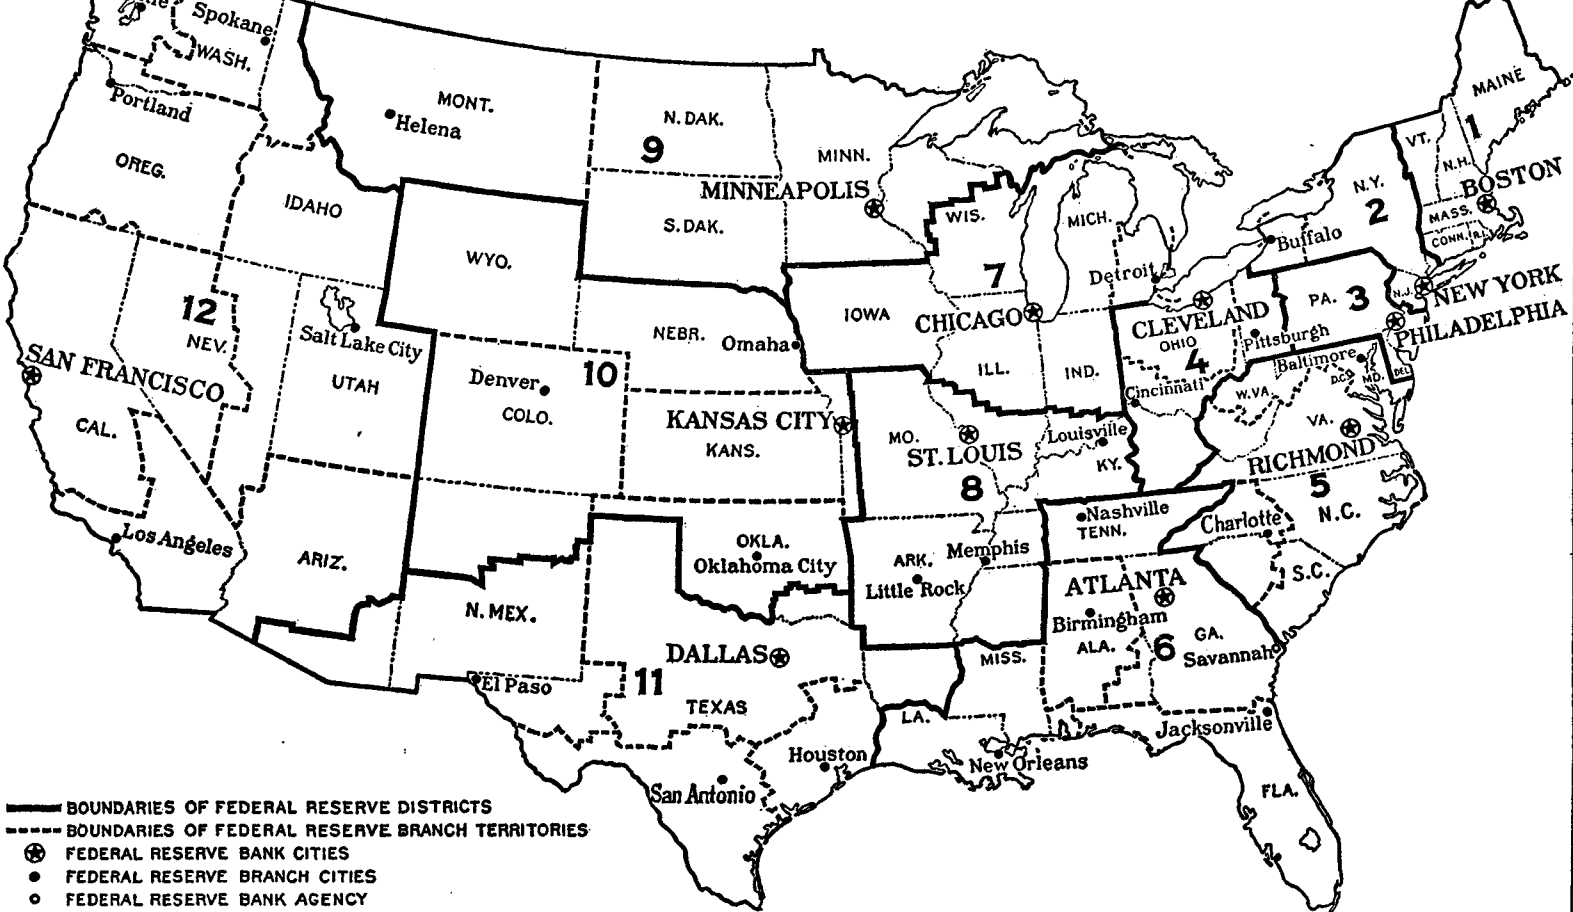 Spokane
WASH.
Portland
OREG.
MONT.
Helena
IDAHO
N. DAK.
9
S. DAK.
MINN.
MINNEAPOLIS
WIS.
MICH.
Detroit
7
MAINE
VT.
1
N.H.
BOSTON
MASS.
CONN.
R.I.
N.Y.
2
Buffalo
NEW YORK
N.J.
PA.
3
PHILADELPHIA
Pittsburgh
WYO.
12
NEV.
Salt Lake City
UTAH
SAN FRANCISCO
CAL.
Los Angeles
ARIZ.
NEBR.
Omaha
Denver
10
COLO.
KANSAS CITY
KANS.
IOWA
CHICAGO
ILL.
IND.
CLEVELAND
OHIO
4
Cincinnati
Baltimore
DEL
D.C.
MD.
W.VA.
VA.
RICHMOND
5
N.C.
Charlotte
S.C.
MO.
ST. LOUIS
8
Louisville
KY.
Nashville
TENN.
Memphis
ARK.
Little Rock
OKLA.
Oklahoma City
N. MEX.
El Paso
DALLAS
11
TEXAS
Houston
San Antonio
LA.
New Orleans
MISS.
ATLANTA
Birmingham
ALA.
6
GA.
Savannah
Jacksonville
FLA.
BOUNDARIES OF FEDERAL RESERVE DISTRICTS
BOUNDARIES OF FEDERAL RESERVE BRANCH TERRITORIES
FEDERAL RESERVE BANK CITIES
FEDERAL RESERVE BRANCH CITIES
FEDERAL RESERVE BANK AGENCY